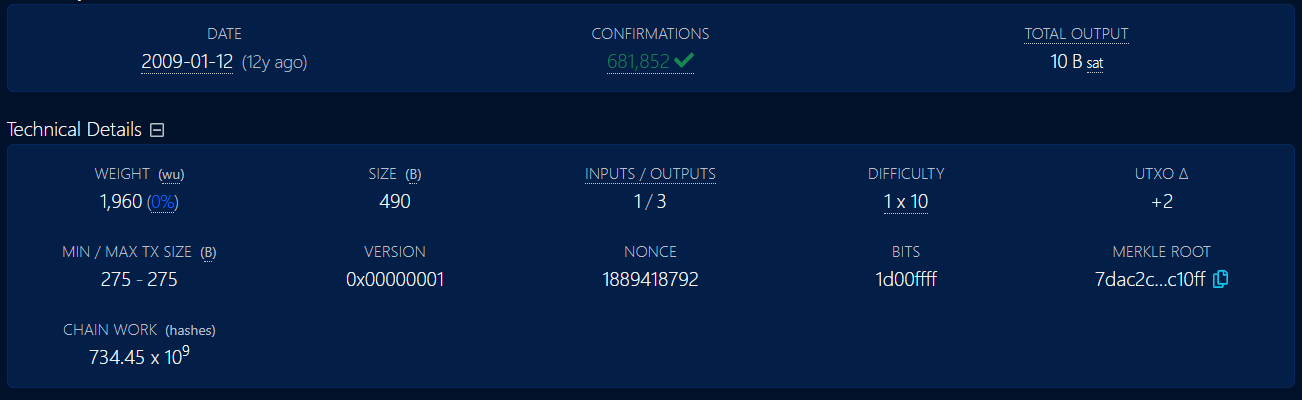 DATE CONFIRMATIONS TOTAL OUTPUT
2009-01-12 (12y ago) 681,852 10 B sat
Technical Details
WEIGHT (wu) SIZE (B) INPUTS / OUTPUTS DIFFICULTY UTXO Δ
1,960 (0%) 490 1 / 3 1 x 10 +2
MIN / MAX TX SIZE (B) VERSION NONCE BITS MERKLE ROOT
275 - 275 0x00000001 1889418792 1d00ffff 7dac2c...c10ff
CHAIN WORK (hashes)
734.45 x 10⁹